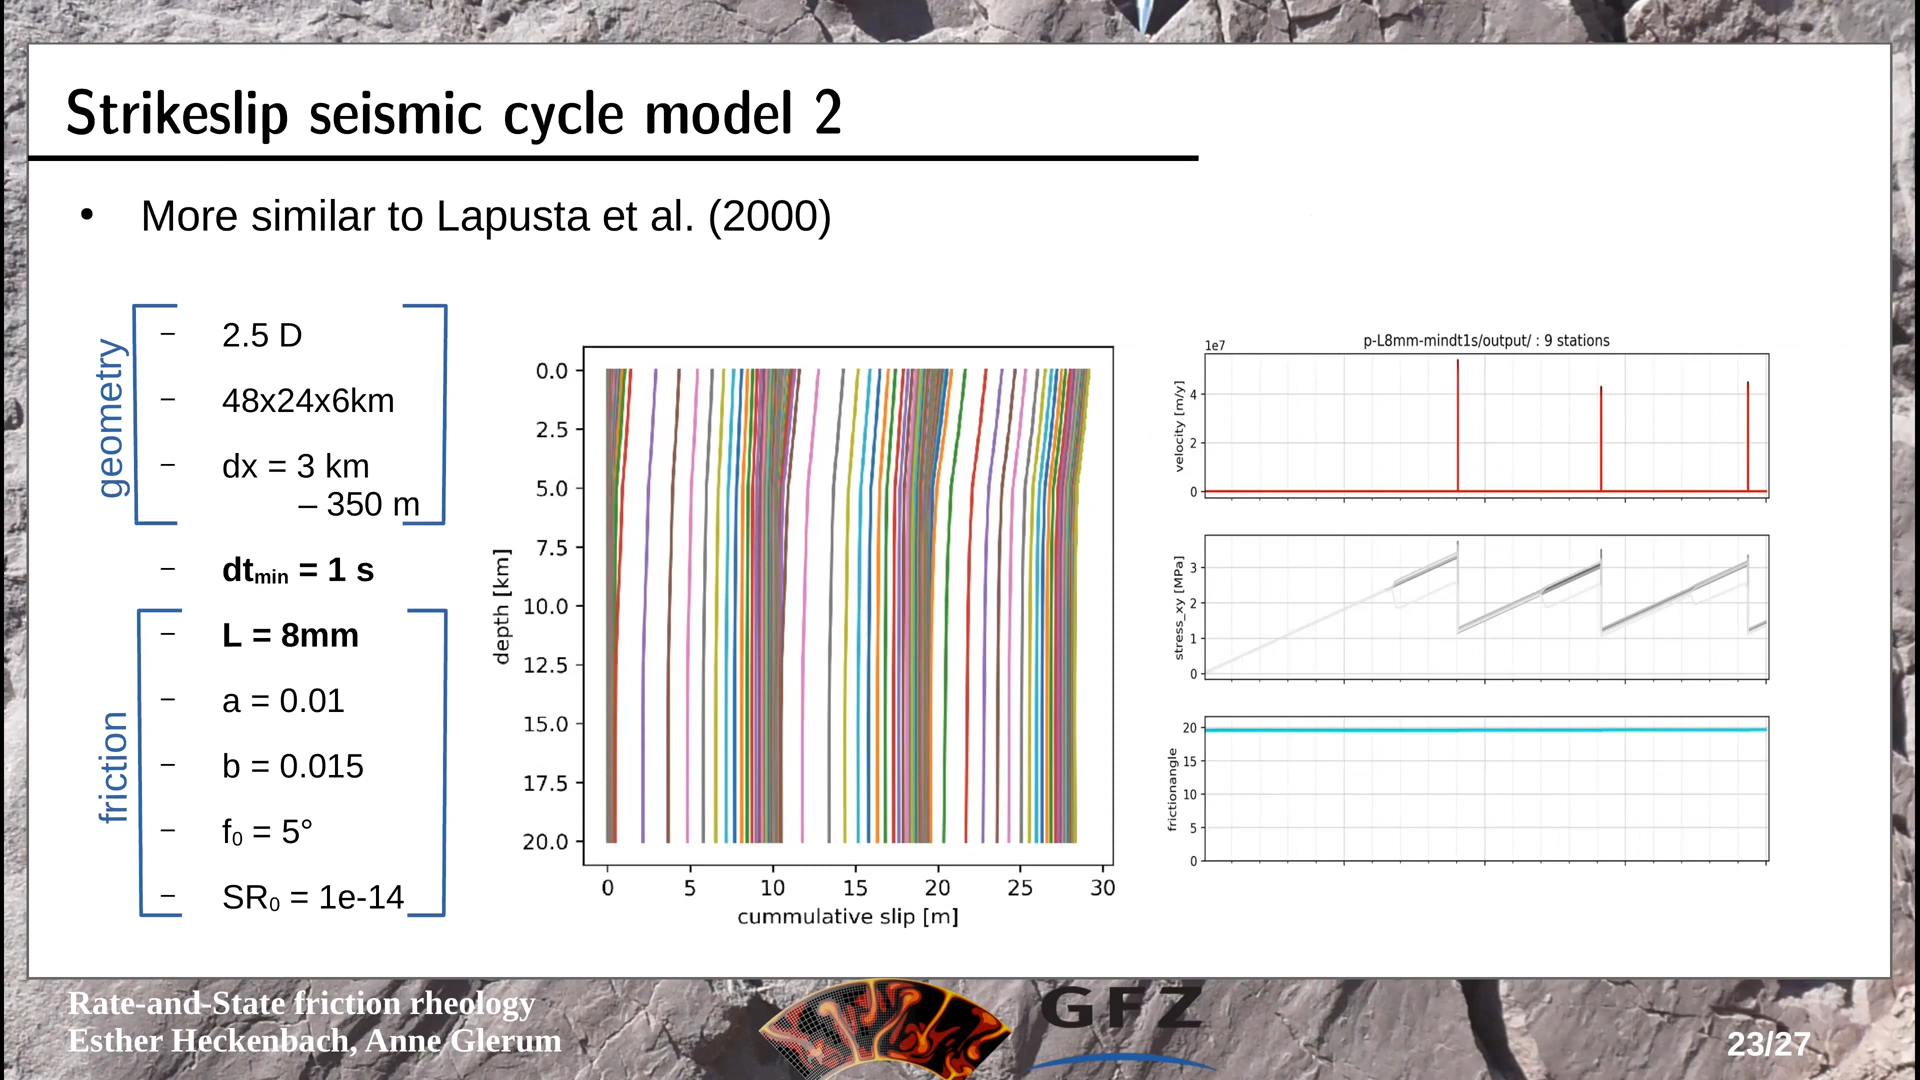 Strikeslip seismic cycle model 2
• More similar to Lapusta et al. (2000)
geometry
– 2.5 D
– 48x24x6km
– dx = 3 km
– 350 m
– dtmin = 1 s
friction
– L = 8mm
– a = 0.01
– b = 0.015
– f0 = 5°
– SR0 = 1e-14
depth [km]
0.0
2.5
5.0
7.5
10.0
12.5
15.0
17.5
20.0
0 5 10 15 20 25 30
cummulative slip [m]
p-L8mm-mindt1s/output/ : 9 stations
1e7
velocity [m/y]
4
2
0
stress_xy [MPa]
3
2
1
0
frictionangle
20
15
10
5
0
Rate-and-State friction rheology
Esther Heckenbach, Anne Glerum
GFZ
23/27